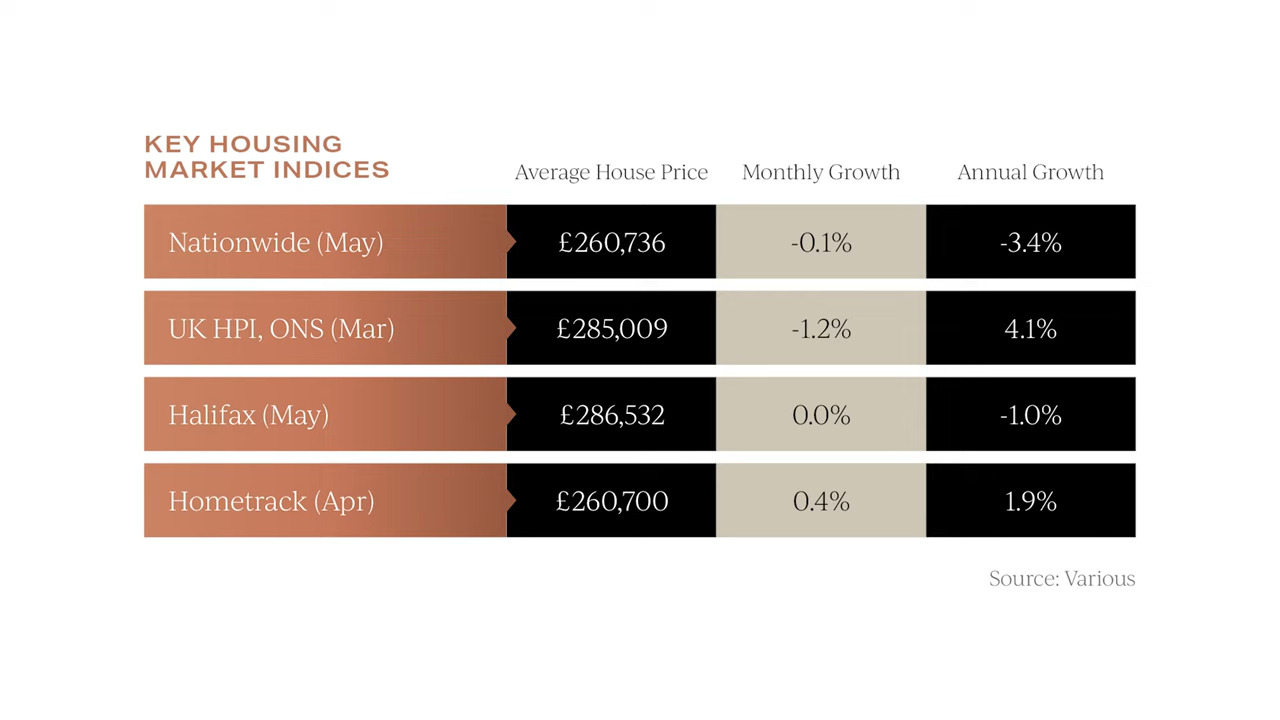 KEY HOUSING
MARKET INDICES
Average House Price Monthly Growth Annual Growth
Nationwide (May) £260,736 -0.1% -3.4%
UK HPI, ONS (Mar) £285,009 -1.2% 4.1%
Halifax (May) £286,532 0.0% -1.0%
Hometrack (Apr) £260,700 0.4% 1.9%
Source: Various